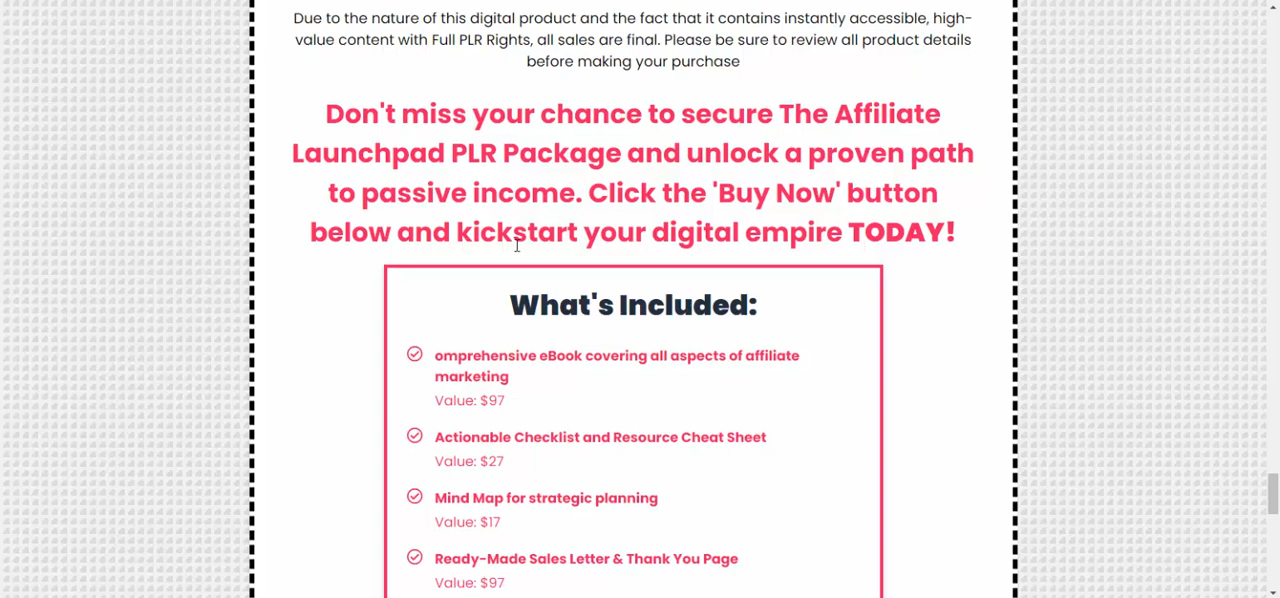 Due to the nature of this digital product and the fact that it contains instantly accessible, high-
value content with Full PLR Rights, all sales are final. Please be sure to review all product details
before making your purchase
Don't miss your chance to secure The Affiliate
Launchpad PLR Package and unlock a proven path
to passive income. Click the 'Buy Now' button
below and kickstart your digital empire TODAY!
What's Included:
omprehensive eBook covering all aspects of affiliate
marketing
Value: $97
Actionable Checklist and Resource Cheat Sheet
Value: $27
Mind Map for strategic planning
Value: $17
Ready-Made Sales Letter & Thank You Page
Value: $97